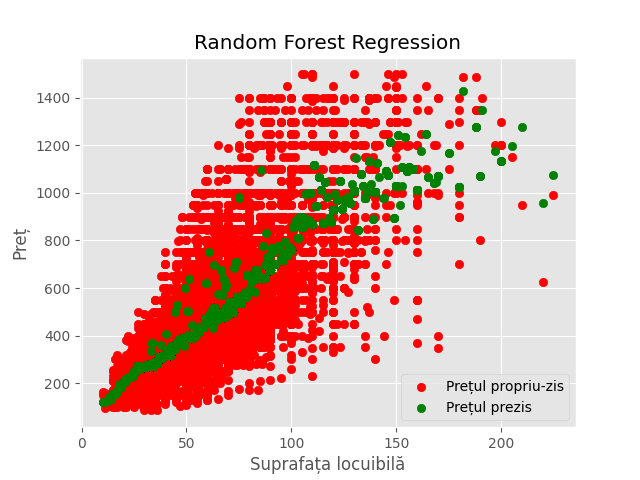 Random Forest Regression
1400
1200
1000
800
600
400
200
Preț
0
50
100
150
200
Suprafața locuibilă
Prețul propriu-zis
Prețul prezis